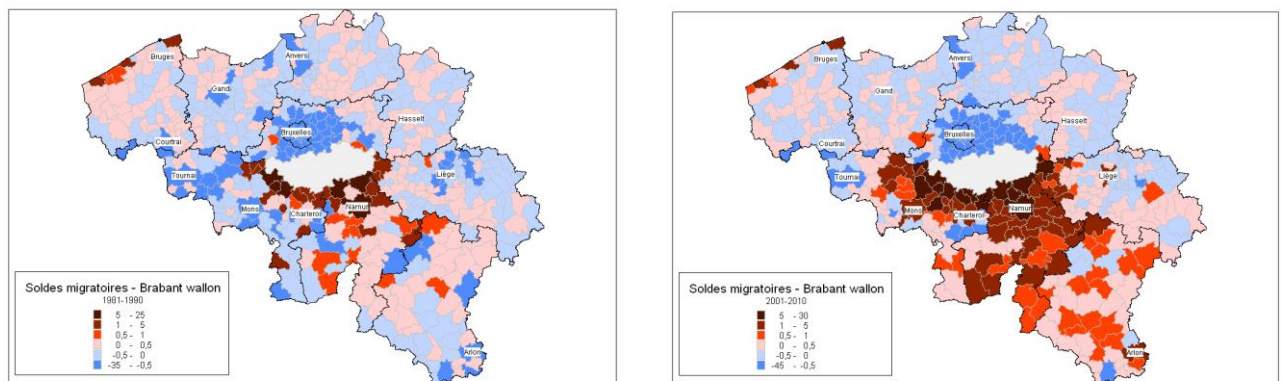 Bruges
Anvers
Gand
Bruxelles
Hasselt
Courtrai
Tournai
Liège
Mons
Charleroi
Namur
Arlon
Soldes migratoires - Brabant wallon
1981-1990
5 - 25
1 - 5
0,5 - 1
0 - 0,5
-0,5 - 0
-35 - -0,5
Bruges
Anvers
Gand
Bruxelles
Hasselt
Courtrai
Tournai
Liège
Mons
Charleroi
Namur
Arlon
Soldes migratoires - Brabant wallon
2001-2010
5 - 30
1 - 5
0,5 - 1
0 - 0,5
-0,5 - 0
-45 - -0,5